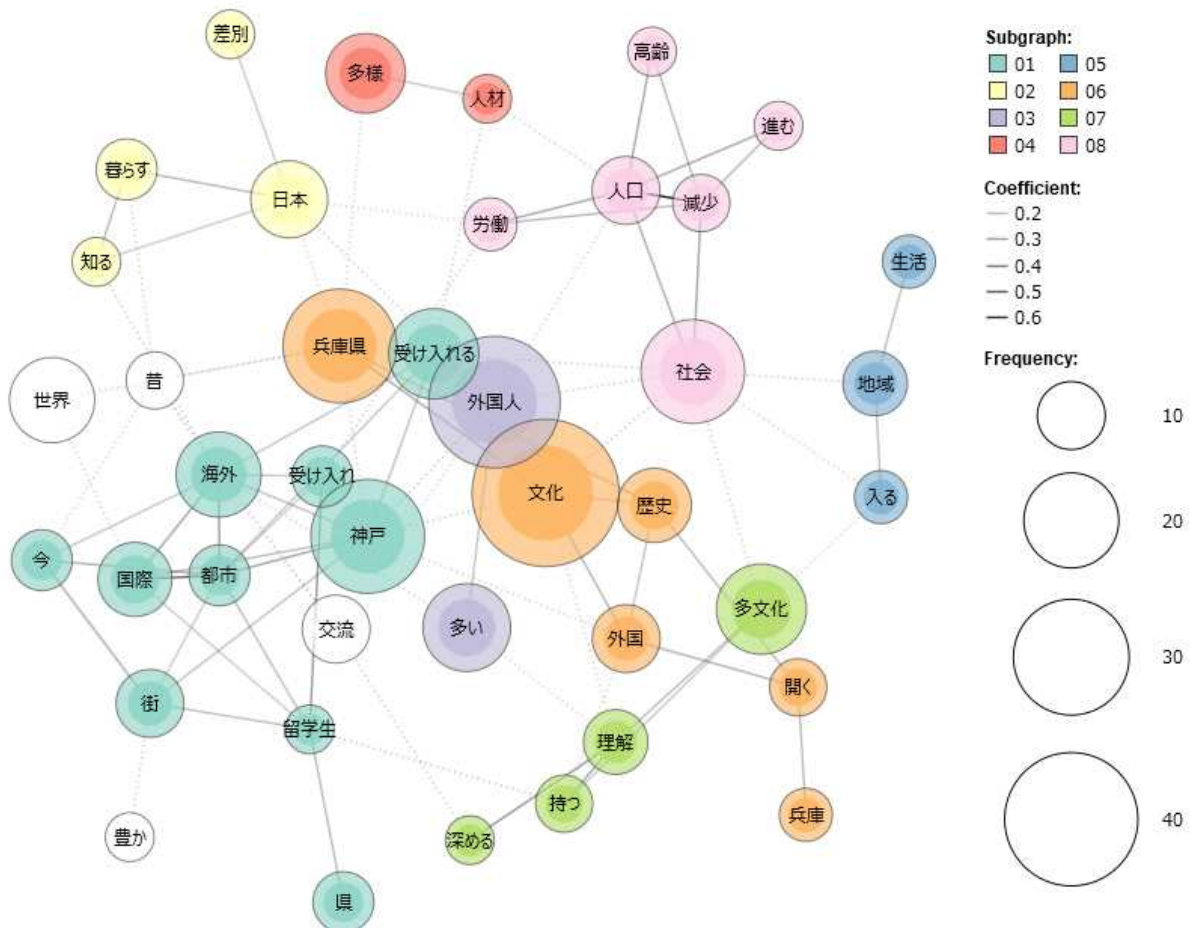 差別
多様
人材
高齢
進む
暮らす
日本
人口
減少
労働
知る
生活
兵庫県
受け入れる
社会
昔
地域
世界
外国人
海外
受け入れ
文化
歴史
入る
神戸
今
国際
都市
多文化
交流
多い
外国
開く
街
留学生
理解
持つ
兵庫
豊か
深める
県
Subgraph:
01 05
02 06
03 07
04 08
Coefficient:
0.2
0.3
0.4
0.5
0.6
Frequency:
10
20
30
40